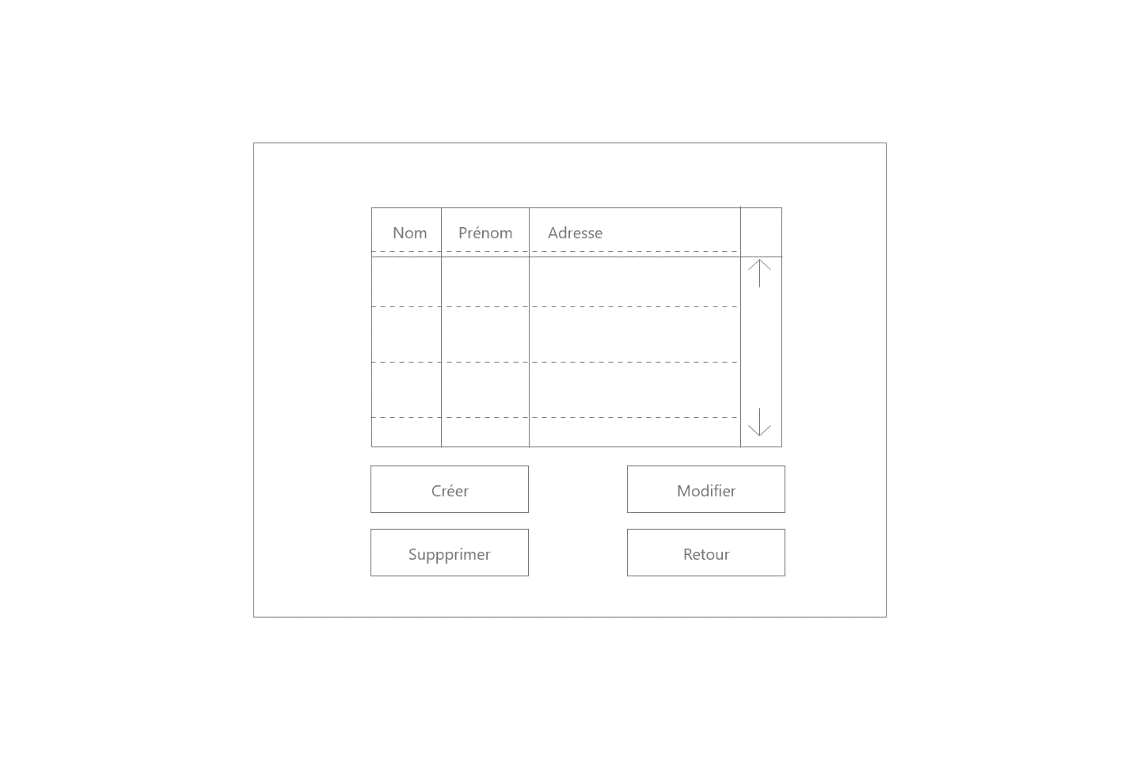 Nom Prénom Adresse
Créer Modifier
Suppprimer Retour